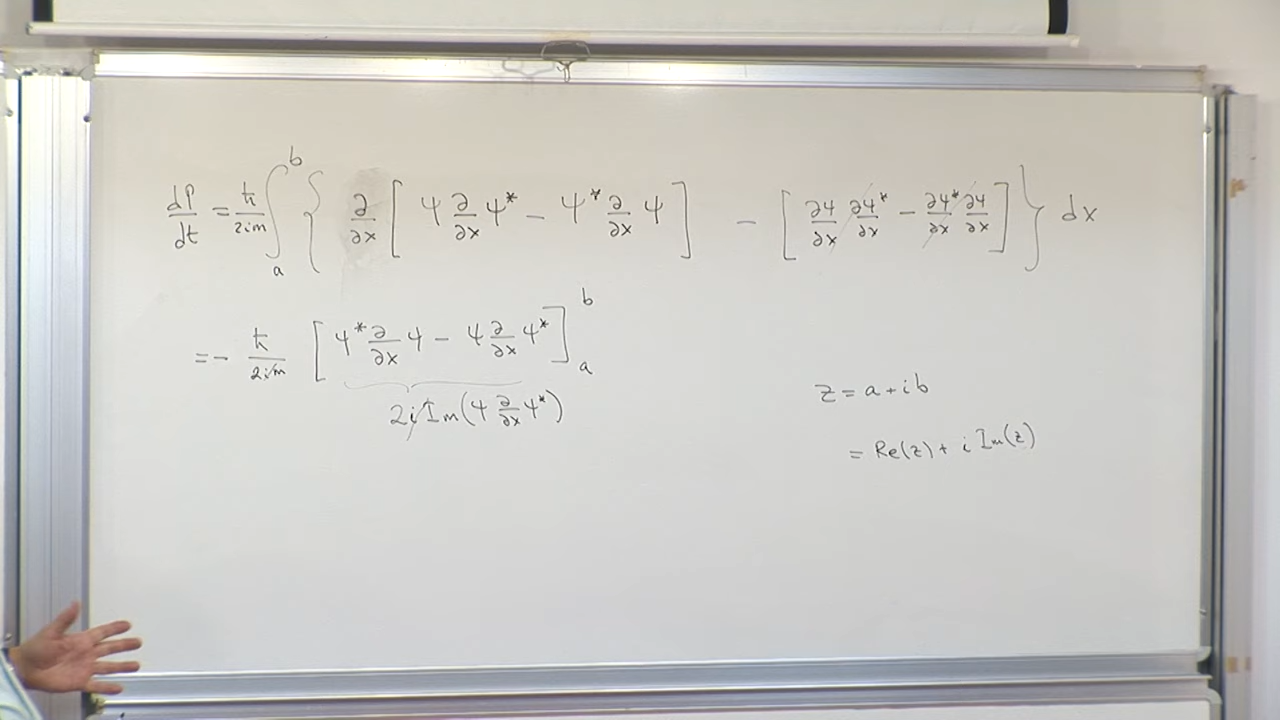 dP/dt = ħ/2im ∫_a^b { ∂/∂x [ ψ ∂/∂x ψ* − ψ* ∂/∂x ψ ] − [ ∂ψ/∂x ∂ψ*/∂x − ∂ψ*/∂x ∂ψ/∂x ] } dx
= − ħ/2im [ ψ* ∂/∂x ψ − ψ ∂/∂x ψ* ]_a^b
z = a + ib
2i Im(ψ ∂/∂x ψ*)
= Re(z) + i Im(z)